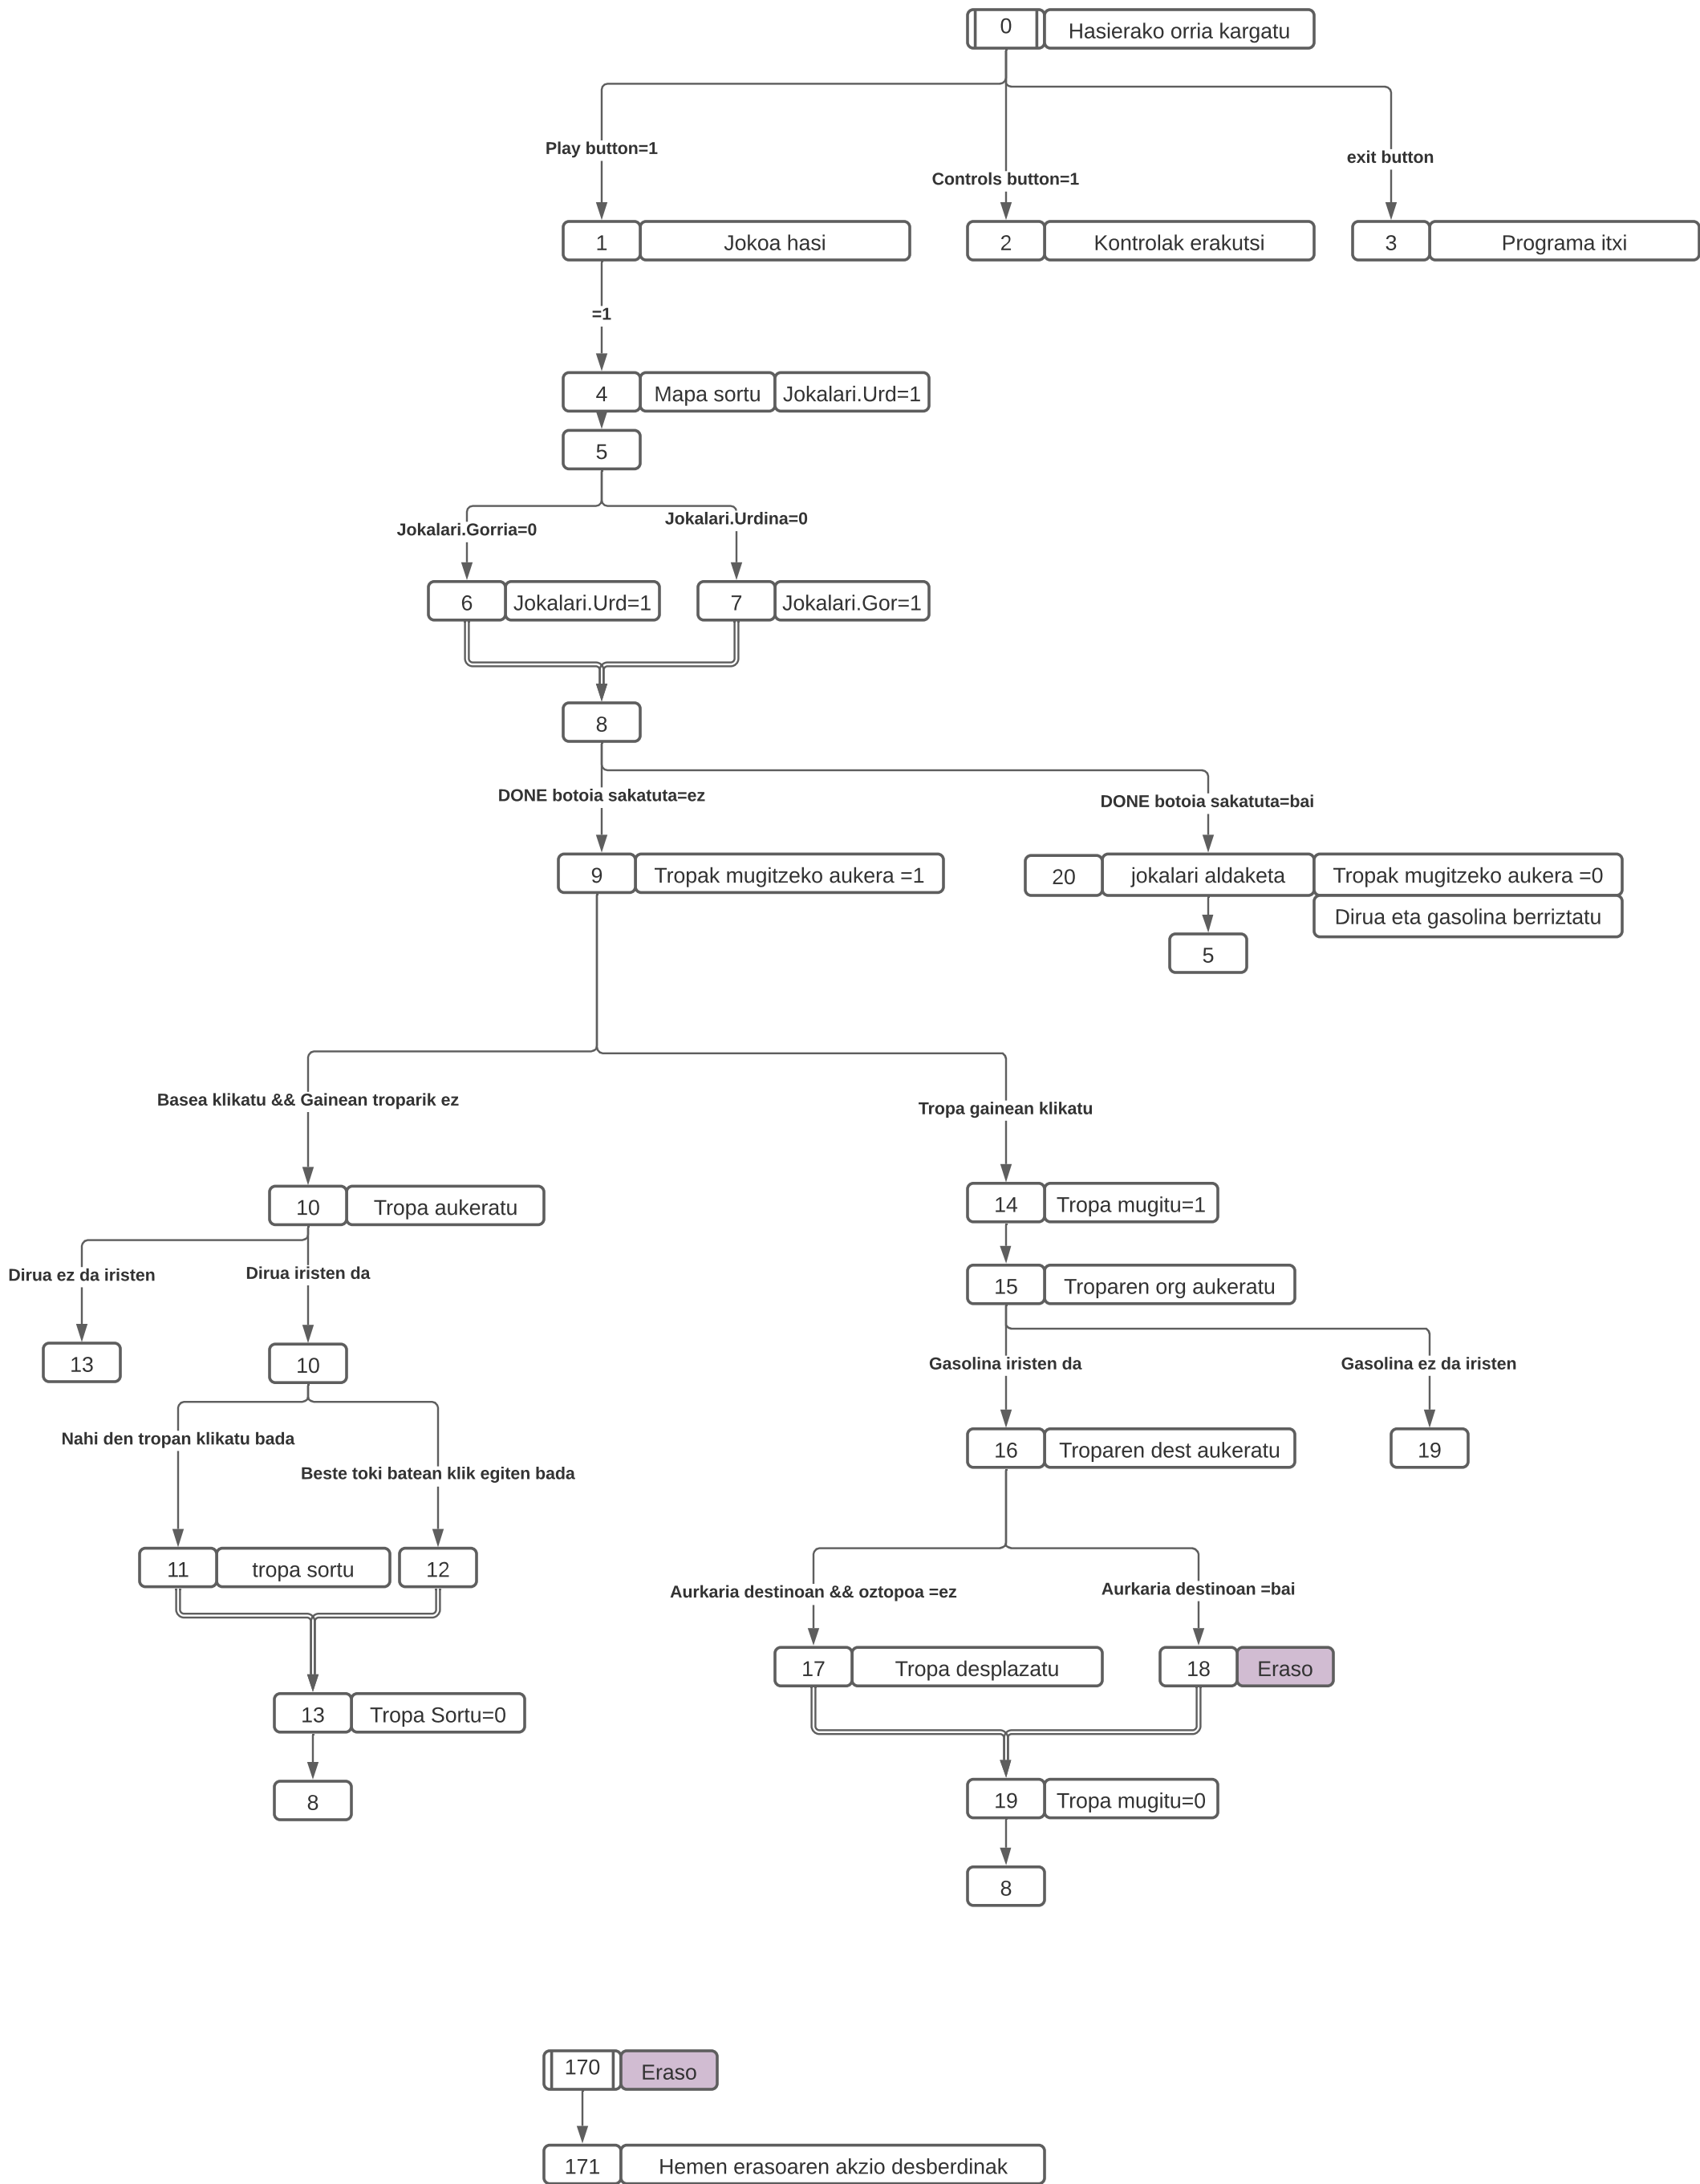 0
Hasierako orria kargatu
Play button=1
exit button
Controls button=1
1
Jokoa hasi
2
Kontrolak erakutsi
3
Programa itxi
=1
4
Mapa sortu
Jokalari.Urd=1
5
Jokalari.Gorria=0
Jokalari.Urdina=0
6
Jokalari.Urd=1
7
Jokalari.Gor=1
8
DONE botoia sakatuta=ez
DONE botoia sakatuta=bai
9
Tropak mugitzeko aukera =1
20
jokalari aldaketa
Tropak mugitzeko aukera =0
Dirua eta gasolina berriztatu
5
Basea klikatu && Gainean troparik ez
Tropa gainean klikatu
10
Tropa aukeratu
14
Tropa mugitu=1
Dirua ez da iristen
Dirua iristen da
15
Troparen org aukeratu
13
10
Gasolina iristen da
Gasolina ez da iristen
Nahi den tropan klikatu bada
16
Troparen dest aukeratu
19
Beste toki batean klik egiten bada
11
tropa sortu
12
Aurkaria destinoan && oztopoa =ez
Aurkaria destinoan =bai
17
Tropa desplazatu
18
Eraso
13
Tropa Sortu=0
19
Tropa mugitu=0
8
8
170
Eraso
171
Hemen erasoaren akzio desberdinak